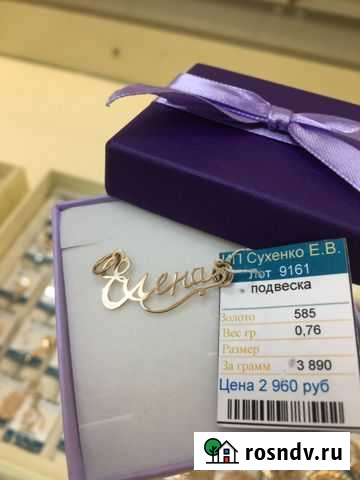 Елена
ИП Сухенко Е.В.
Лот 9161
подвеска
Золото 585
Вес гр 0,76
Размер
За грамм 3 890
Цена 2 960 руб
rosndv.ru